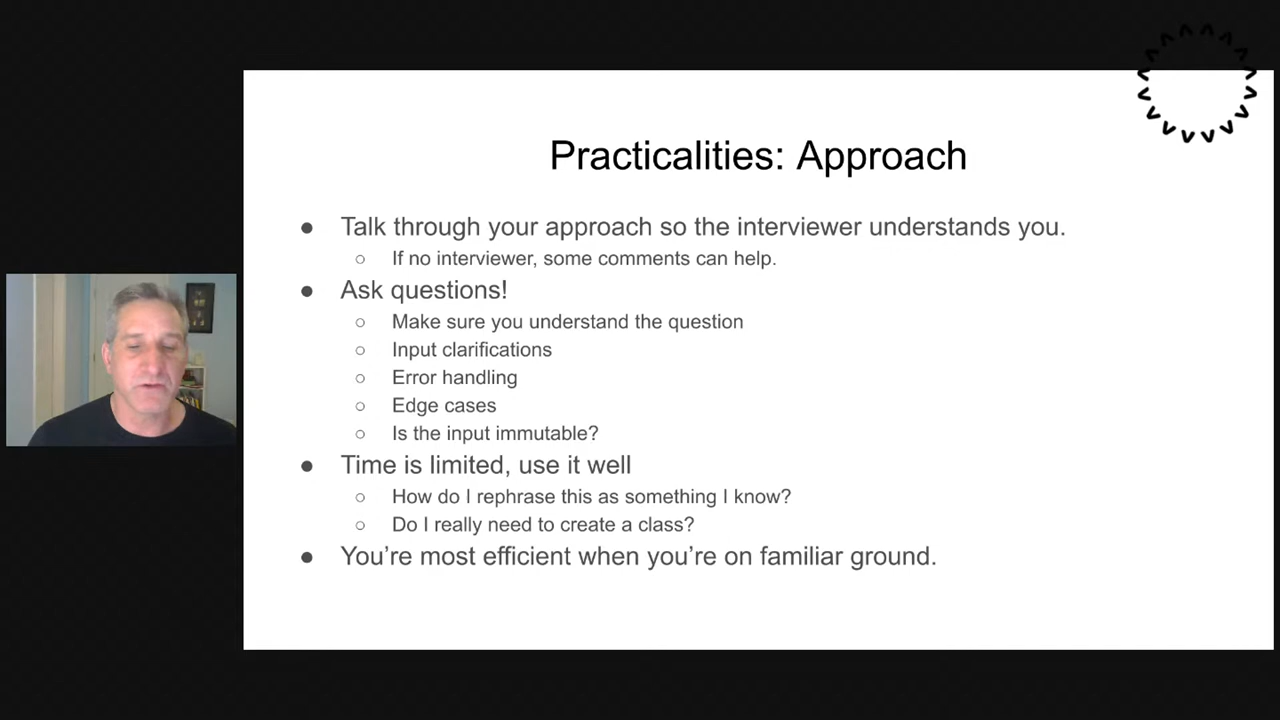 Practicalities: Approach
● Talk through your approach so the interviewer understands you.
○ If no interviewer, some comments can help.
● Ask questions!
○ Make sure you understand the question
○ Input clarifications
○ Error handling
○ Edge cases
○ Is the input immutable?
● Time is limited, use it well
○ How do I rephrase this as something I know?
○ Do I really need to create a class?
● You’re most efficient when you’re on familiar ground.